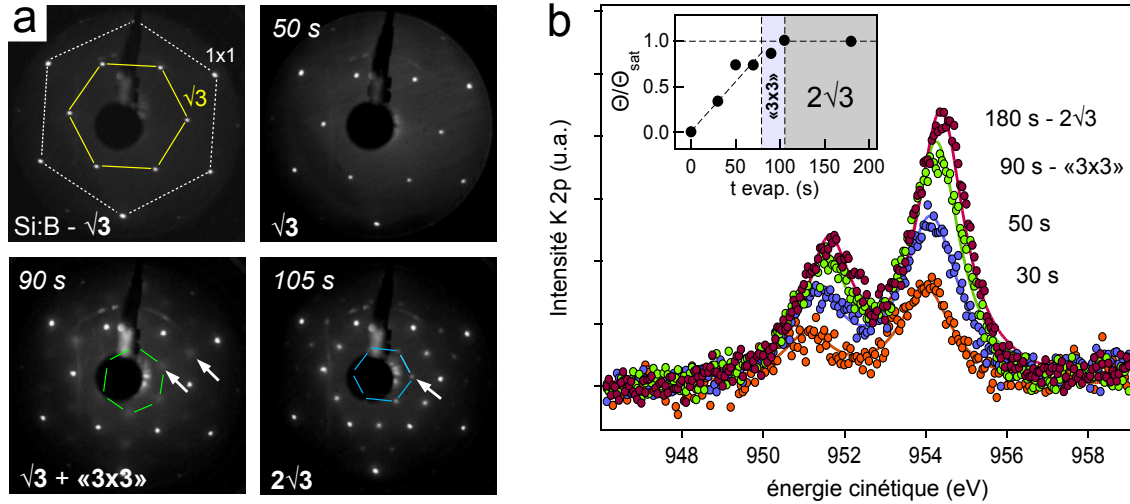 a
1x1
√3
Si:B - √3
50 s
√3
90 s
√3 + «3x3»
105 s
2√3
b
Intensité K 2p (u.a.)
948
950
952
954
956
958
énergie cinétique (eV)
180 s - 2√3
90 s - «3x3»
50 s
30 s
Θ/Θsat
1.0
0.5
0.0
«3x3»
2√3
0
50
100
150
200
t evap. (s)